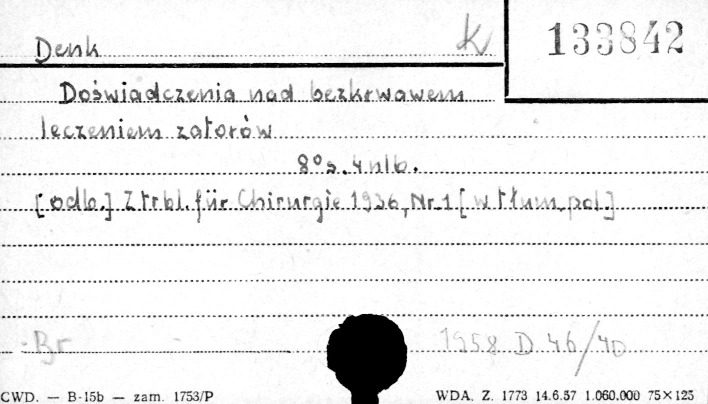 Denk K 133842
Doświadczenia nad bezkrwawem
leczeniem zatorów
8° s. 4 nlb.
[odb.] Ztrbl. für Chirurgie 1936, Nr 1 [w tłum. pol.]
Br 1958 D 46/40
CWD. — B-15b — zam. 1753/P WDA. Z. 1773 14.6.57 1.060.000 75×125